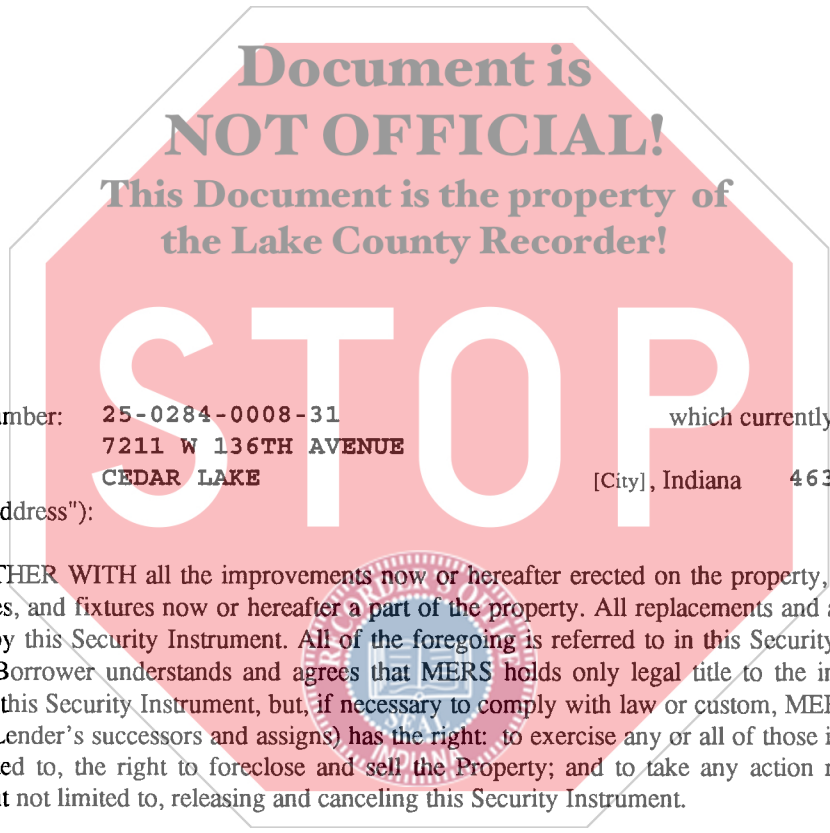 Document is
NOT OFFICIAL!
This Document is the property of
the Lake County Recorder!
STOP
umber: 25-0284-0008-31 which currently
7211 W 136TH AVENUE
CEDAR LAKE [City], Indiana 463
ddress"):
THER WITH all the improvements now or hereafter erected on the property,
es, and fixtures now or hereafter a part of the property. All replacements and a
by this Security Instrument. All of the foregoing is referred to in this Security
Borrower understands and agrees that MERS holds only legal title to the in
this Security Instrument, but, if necessary to comply with law or custom, MER
Lender's successors and assigns) has the right: to exercise any or all of those i
ed to, the right to foreclose and sell the Property; and to take any action r
t not limited to, releasing and canceling this Security Instrument.
RECORDER'S OFFICE
SEAL
INDIANA